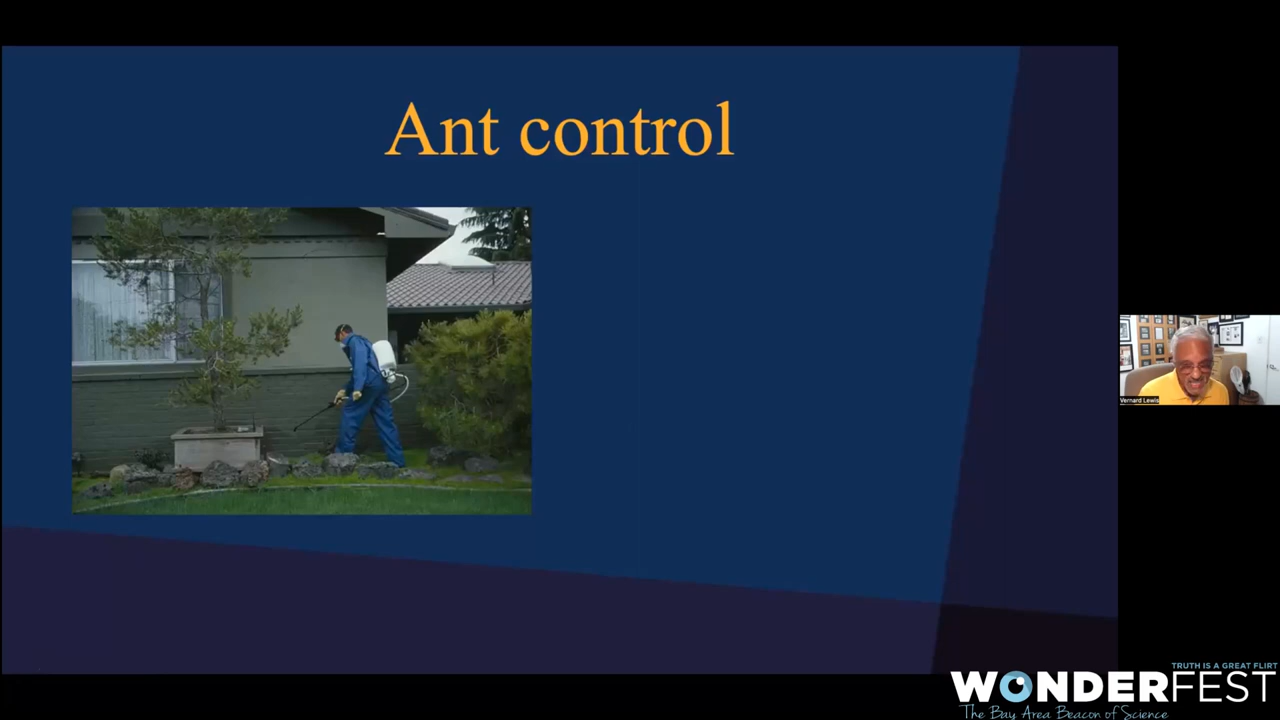 Ant control
Vernard Lewis
TRUTH IS A GREAT FLIRT
WONDERFEST
The Bay Area Beacon of Science